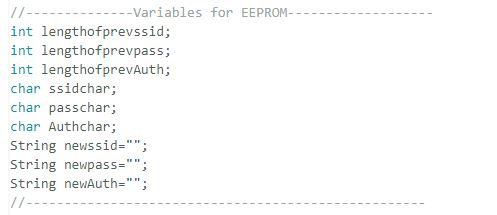 //--------------Variables for EEPROM-------------------
int lengthofprevssid;
int lengthofprevpass;
int lengthofprevAuth;
char ssidchar;
char passchar;
char Authchar;
String newssid="";
String newpass="";
String newAuth="";
//----------------------------------------------------